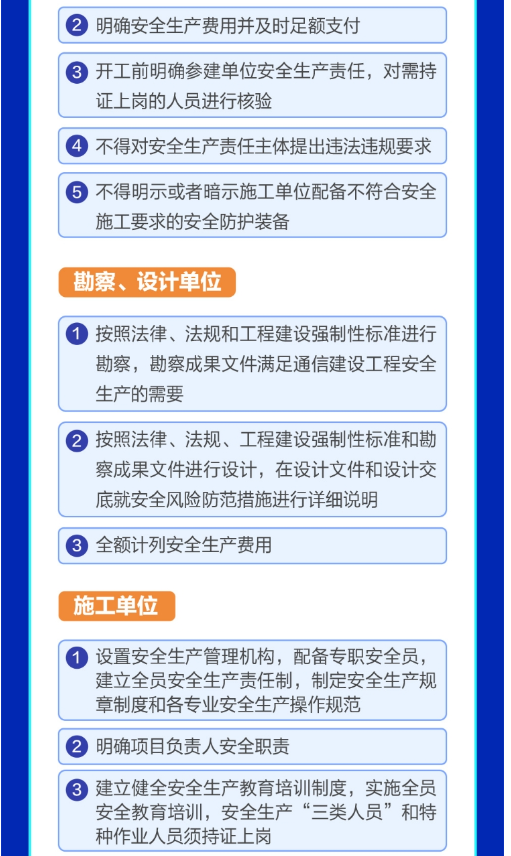 2 明确安全生产费用并及时足额支付
3 开工前明确参建单位安全生产责任，对需持
证上岗的人员进行核验
4 不得对安全生产责任主体提出违法违规要求
5 不得明示或者暗示施工单位配备不符合安全
施工要求的安全防护装备
勘察、设计单位
1 按照法律、法规和工程建设强制性标准进行
勘察，勘察成果文件满足通信建设工程安全
生产的需要
2 按照法律、法规、工程建设强制性标准和勘
察成果文件进行设计，在设计文件和设计交
底就安全风险防范措施进行详细说明
3 全额计列安全生产费用
施工单位
1 设置安全生产管理机构，配备专职安全员，
建立全员安全生产责任制，制定安全生产规
章制度和各专业安全生产操作规范
2 明确项目负责人安全职责
3 建立健全安全生产教育培训制度，实施全员
安全教育培训，安全生产“三类人员”和特
种作业人员须持证上岗